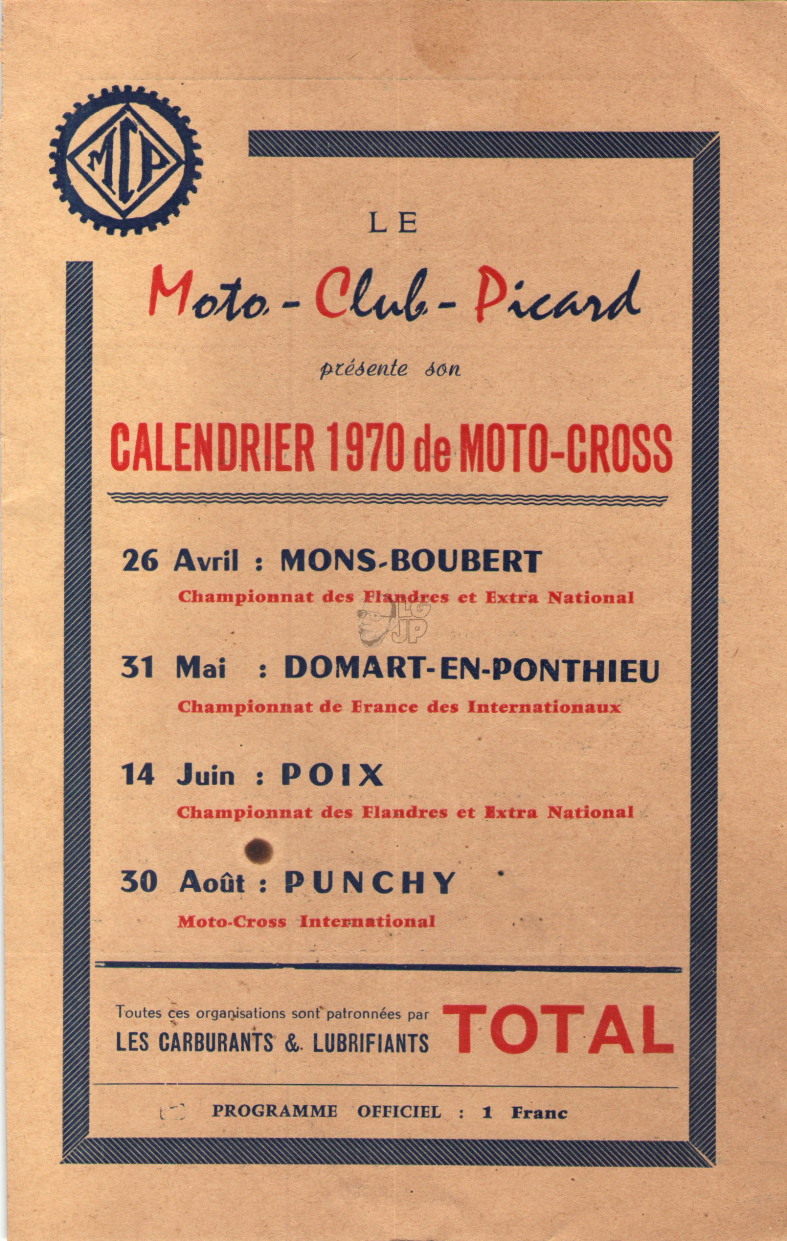 MCP
LE
Moto-Club-Picard
présente son
CALENDRIER 1970 de MOTO-CROSS
26 Avril : MONS-BOUBERT
Championnat des Flandres et Extra National
LG
JP
31 Mai : DOMART-EN-PONTHIEU
Championnat de France des Internationaux
14 Juin : POIX
Championnat des Flandres et Extra National
30 Août : PUNCHY
Moto-Cross International
Toutes ces organisations sont patronnées par
LES CARBURANTS & LUBRIFIANTS TOTAL
PROGRAMME OFFICIEL : 1 Franc